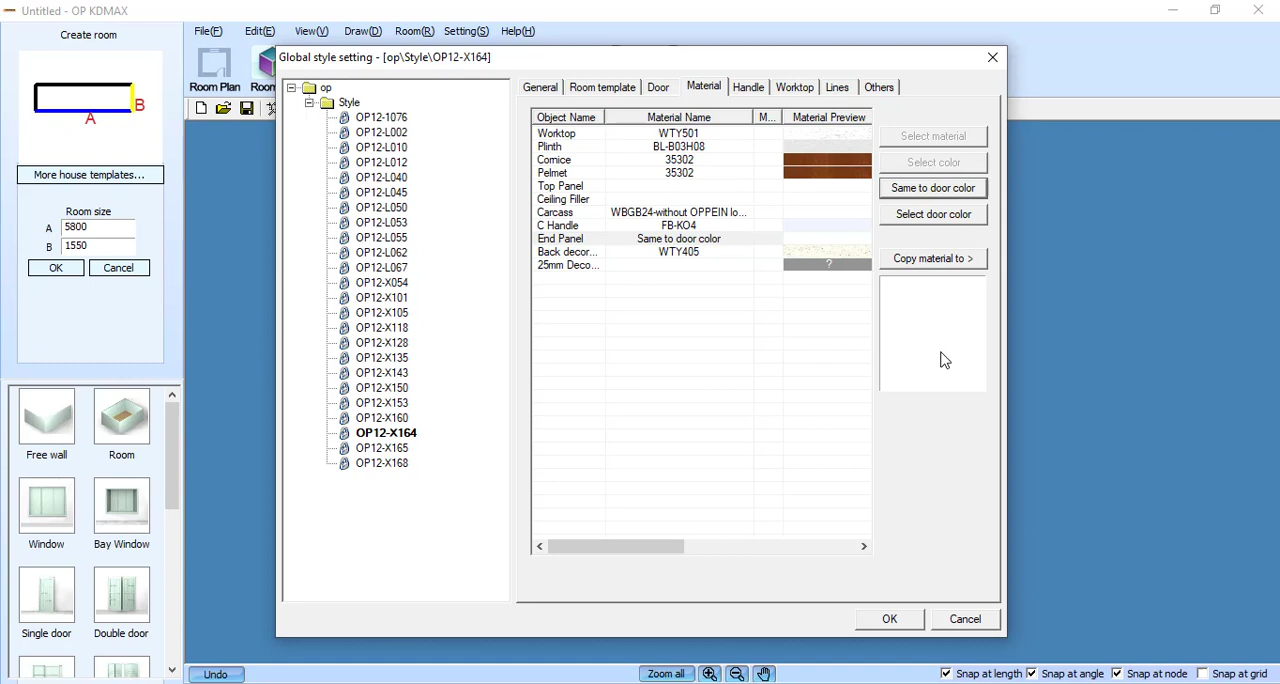 Untitled - OP KDMAX
Create room
B
A
More house templates...
Room size
A 5800
B 1550
OK Cancel
File(F) Edit(E) View(V) Draw(D) Room(R) Setting(S) Help(H)
Room Plan
Global style setting - [op\Style\OP12-X164]
op
Style
OP12-1076
OP12-L002
OP12-L010
OP12-L012
OP12-L040
OP12-L045
OP12-L050
OP12-L053
OP12-L055
OP12-L062
OP12-L067
OP12-X054
OP12-X101
OP12-X105
OP12-X118
OP12-X128
OP12-X135
OP12-X143
OP12-X150
OP12-X153
OP12-X160
OP12-X164
OP12-X165
OP12-X168
General Room template Door Material Handle Worktop Lines Others
Object Name Material Name M... Material Preview
Worktop WTY501
Plinth BL-B03H08
Cornice 35302
Pelmet 35302
Top Panel
Ceiling Filler
Carcass WBGB24-without OPPEIN lo...
C Handle FB-KO4
End Panel Same to door color
Back decor... WTY405
25mm Deco... ?
Select material
Select color
Same to door color
Select door color
Copy material to >
OK Cancel
Free wall Room
Window Bay Window
Single door Double door
Undo Zoom all Snap at length Snap at angle Snap at node Snap at grid